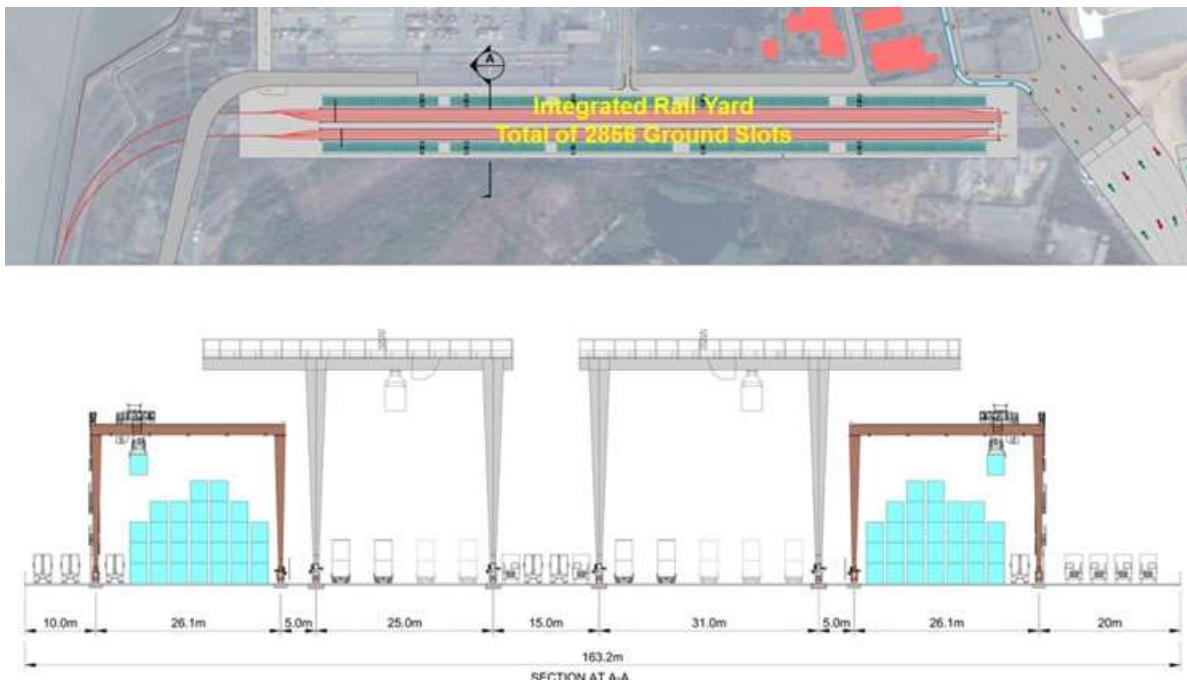 A
Integrated Rail Yard
Total of 2856 Ground Slots
10.0m 26.1m 5.0m 25.0m 15.0m 31.0m 5.0m 26.1m 20m
163.2m
SECTION AT A-A